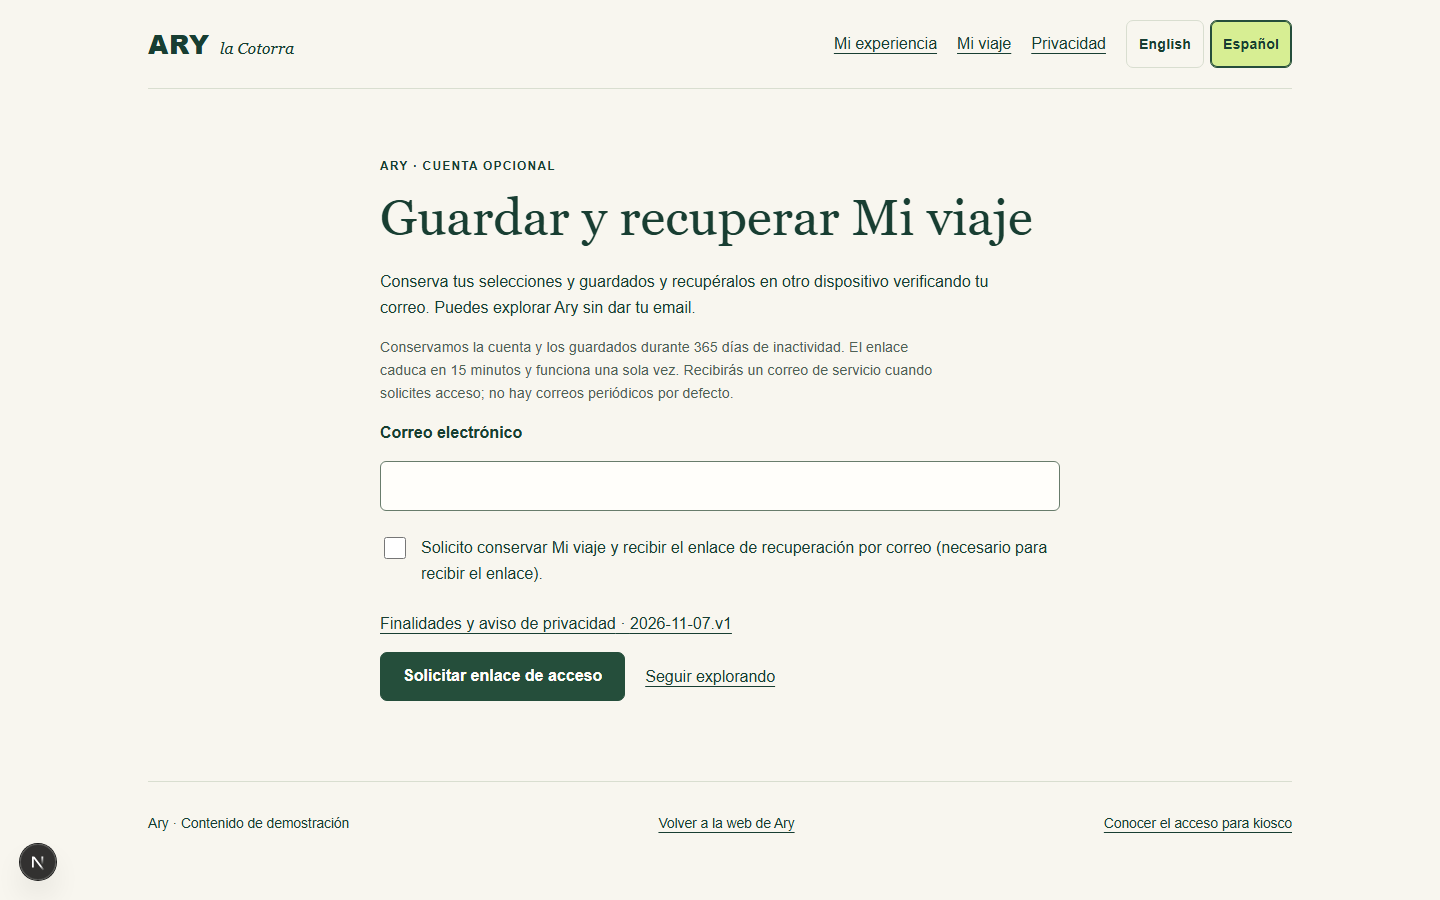 ARY la Cotorra
Mi experiencia
Mi viaje
Privacidad
English
Español
ARY · CUENTA OPCIONAL
Guardar y recuperar Mi viaje
Conserva tus selecciones y guardados y recupéralos en otro dispositivo verificando tu
correo. Puedes explorar Ary sin dar tu email.
Conservamos la cuenta y los guardados durante 365 días de inactividad. El enlace
caduca en 15 minutos y funciona una sola vez. Recibirás un correo de servicio cuando
solicites acceso; no hay correos periódicos por defecto.
Correo electrónico
Solicito conservar Mi viaje y recibir el enlace de recuperación por correo (necesario para
recibir el enlace).
Finalidades y aviso de privacidad · 2026-11-07.v1
Solicitar enlace de acceso
Seguir explorando
Ary · Contenido de demostración
Volver a la web de Ary
Conocer el acceso para kiosco
N